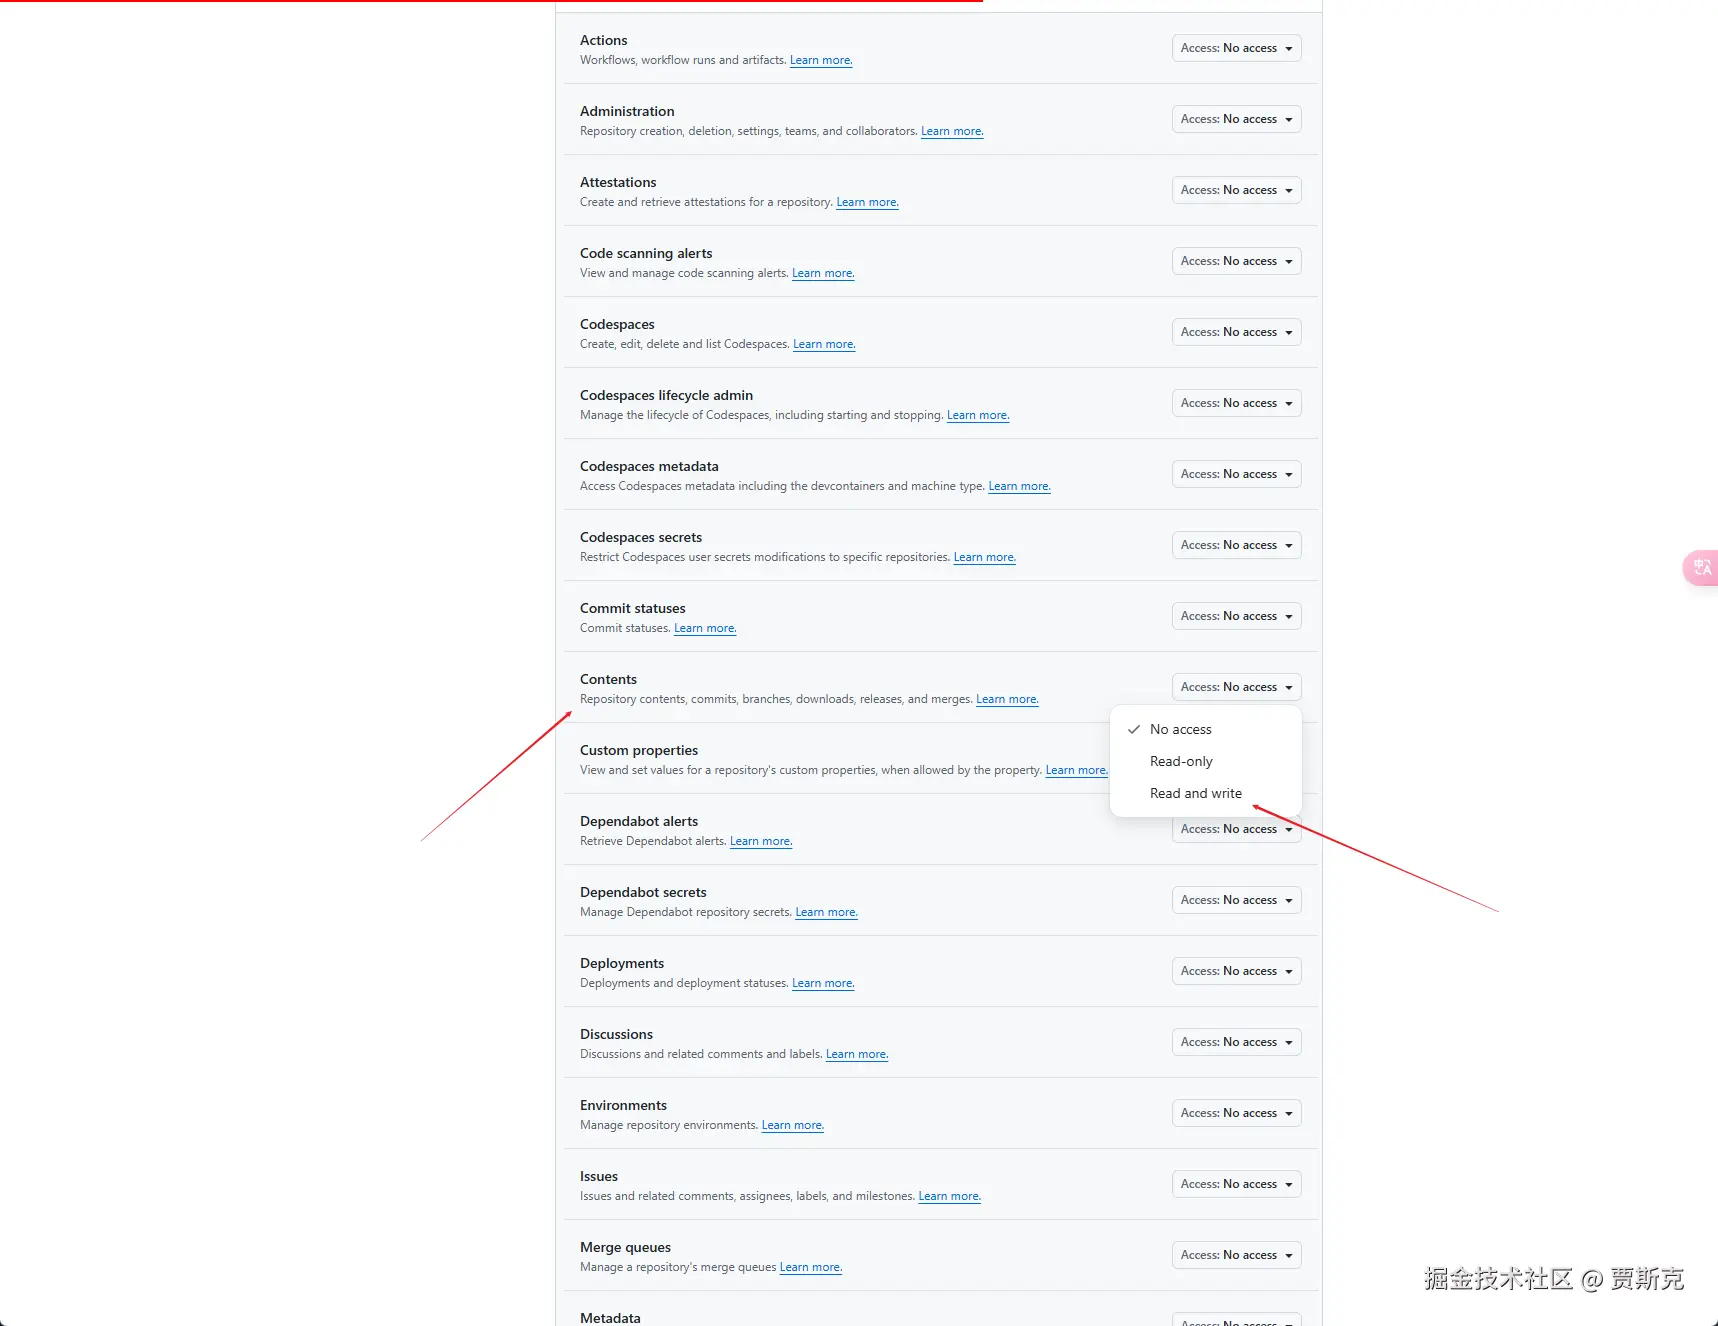 Actions
Access: No access
Workflows, workflow runs and artifacts. Learn more.
Administration
Access: No access
Repository creation, deletion, settings, teams, and collaborators. Learn more.
Attestations
Access: No access
Create and retrieve attestations for a repository. Learn more.
Code scanning alerts
Access: No access
View and manage code scanning alerts. Learn more.
Codespaces
Access: No access
Create, edit, delete and list Codespaces. Learn more.
Codespaces lifecycle admin
Access: No access
Manage the lifecycle of Codespaces, including starting and stopping. Learn more.
Codespaces metadata
Access: No access
Access Codespaces metadata including the devcontainers and machine type. Learn more.
Codespaces secrets
Access: No access
Restrict Codespaces user secrets modifications to specific repositories. Learn more.
Commit statuses
Access: No access
Commit statuses. Learn more.
Contents
Access: No access
Repository contents, commits, branches, downloads, releases, and merges. Learn more.
No access
Read-only
Read and write
Custom properties
View and set values for a repository's custom properties, when allowed by the property. Learn more.
Dependabot alerts
Access: No access
Retrieve Dependabot alerts. Learn more.
Dependabot secrets
Access: No access
Manage Dependabot repository secrets. Learn more.
Deployments
Access: No access
Deployments and deployment statuses. Learn more.
Discussions
Access: No access
Discussions and related comments and labels. Learn more.
Environments
Access: No access
Manage repository environments. Learn more.
Issues
Access: No access
Issues and related comments, assignees, labels, and milestones. Learn more.
Merge queues
Access: No access
Manage a repository's merge queues Learn more.
Metadata
Access: No access
中A
掘金技术社区 @ 贾斯克